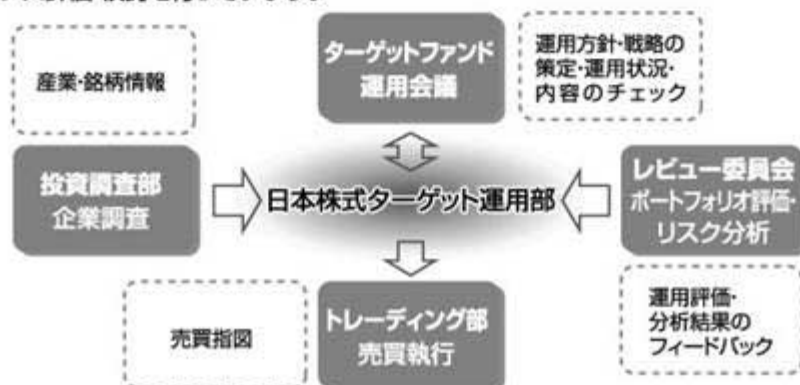 産業・銘柄情報
ターゲットファンド
運用会議
運用方針・戦略の
策定・運用状況・
内容のチェック
投資調査部
企業調査
日本株式ターゲット運用部
レビュー委員会
ポートフォリオ評価・
リスク分析
売買指図
トレーディング部
売買執行
運用評価・
分析結果の
フィードバック